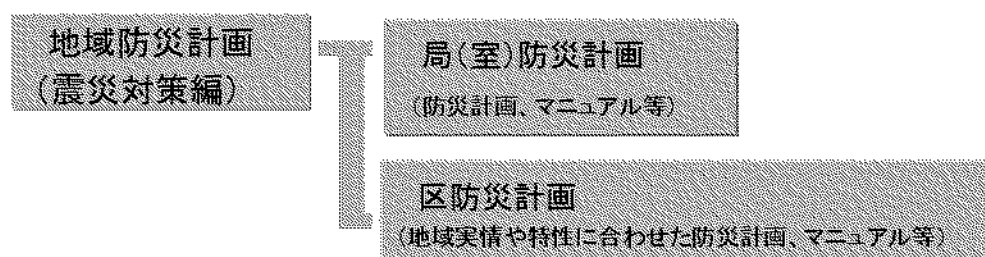 地域防災計画
（震災対策編）
局（室）防災計画
（防災計画、マニュアル等）
区防災計画
（地域実情や特性に合わせた防災計画、マニュアル等）